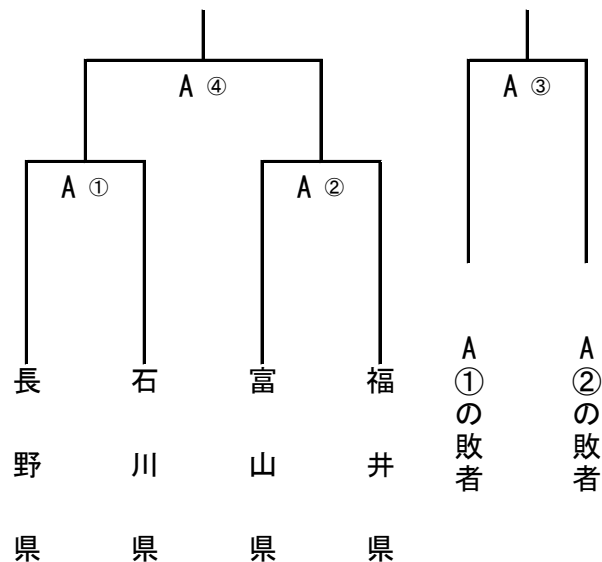 A ④
A ③
A ①
A ②
長野県
石川県
富山県
福井県
A①の敗者
A②の敗者